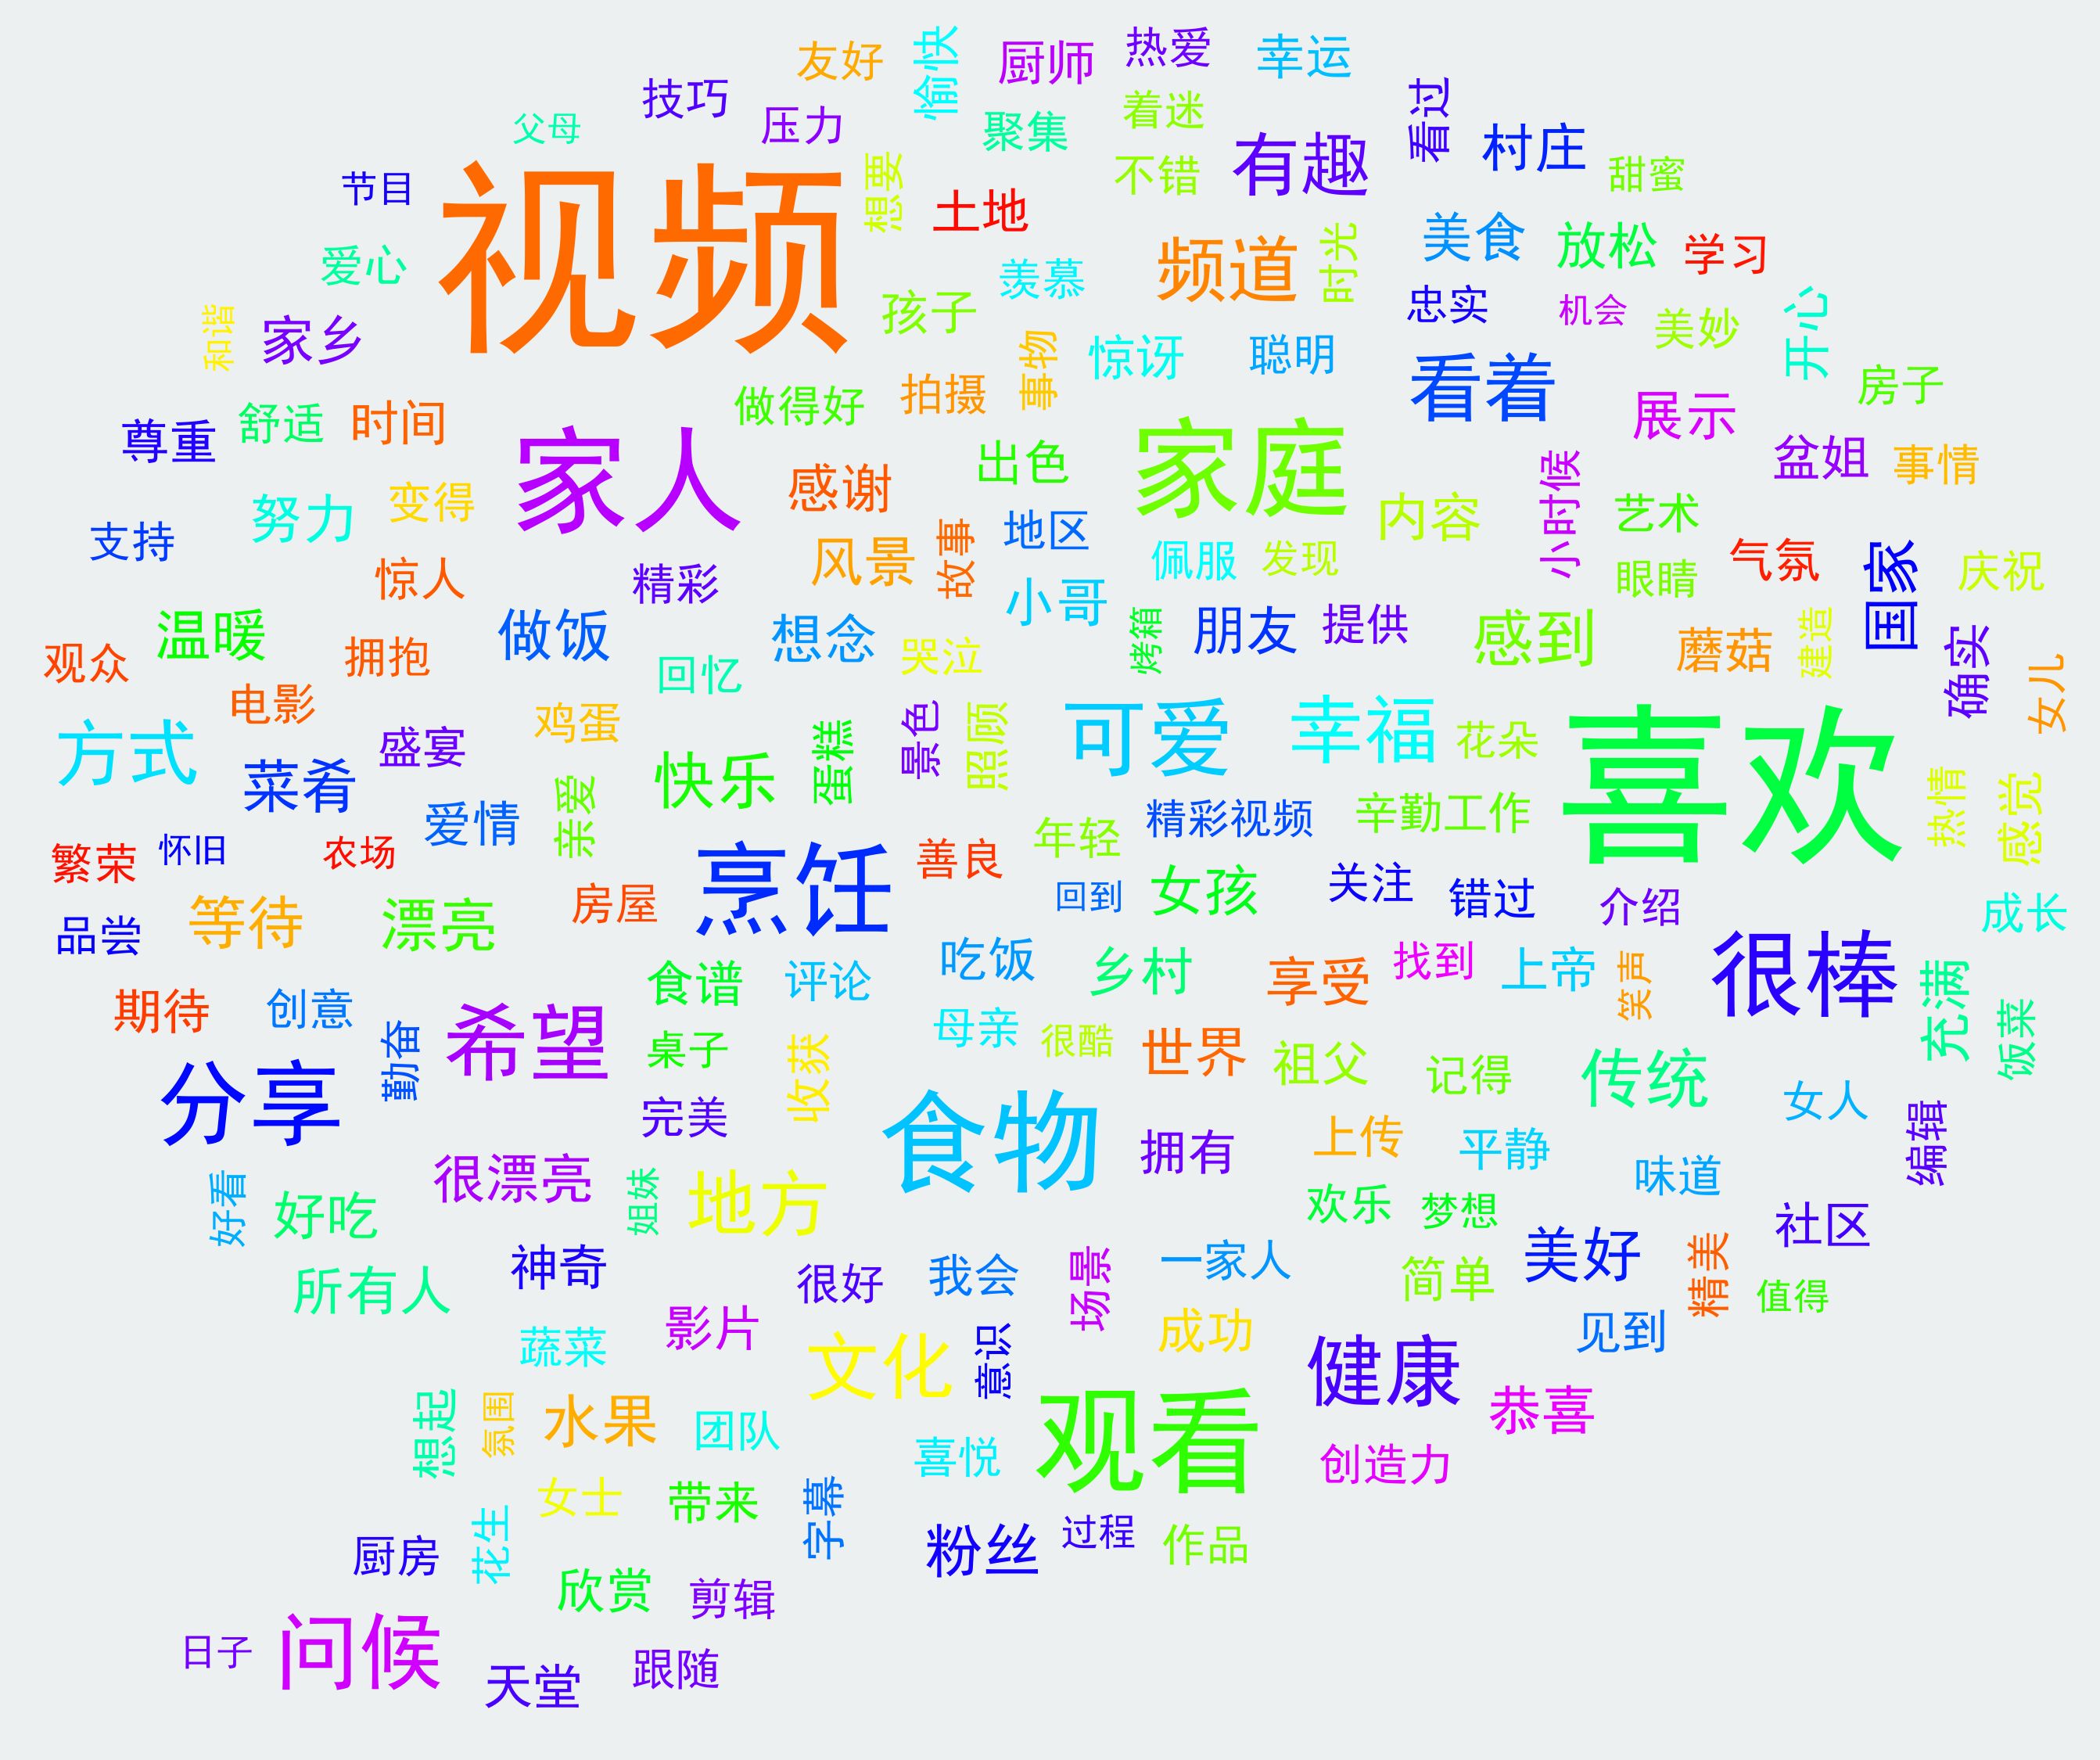 友好
愉快
厨师
热爱
幸运
技巧
压力
父母
聚集
着迷
看过
有趣
村庄
不错
甜蜜
节目
视频
想要
土地
爱心
羡慕
频道
时光
美食
放松
学习
孩子
忠实
机会
美妙
开心
和谐
家乡
事物
惊讶
聪明
看着
房子
做得好
拍摄
尊重
舒适
时间
家人
感谢
出色
家庭
展示
盆姐
事情
支持
努力
变得
地区
内容
小时候
艺术
惊人
精彩
风景
故事
佩服
发现
眼睛
气氛
国家
庆祝
观众
温暖
拥抱
做饭
想念
小哥
哭泣
烤箱
朋友
提供
感到
蘑菇
建造
确实
女儿
电影
回忆
方式
盛宴
鸡蛋
景色
照顾
可爱
幸福
花朵
喜欢
菜肴
爱情
亲爱
快乐
蛋糕
精彩视频
辛勤工作
热情
感觉
繁荣
怀旧
农场
烹饪
善良
年轻
房屋
回到
女孩
关注
错过
介绍
品尝
等待
漂亮
成长
吃饭
乡村
享受
找到
上帝
笑声
很棒
期待
创意
食谱
评论
充满
饭菜
勤奋
希望
桌子
收获
母亲
很酷
世界
祖父
记得
传统
女人
分享
完美
食物
拥有
上传
平静
编辑
好看
好吃
很漂亮
姐妹
地方
味道
欢乐
梦想
社区
所有人
神奇
很好
我会
场景
一家人
简单
美好
精美
值得
蔬菜
影片
文化
意识
成功
健康
见到
想起
氛围
水果
团队
喜悦
观看
恭喜
创造力
女士
带来
字幕
厨房
花生
粉丝
过程
作品
欣赏
剪辑
日子
问候
天堂
跟随